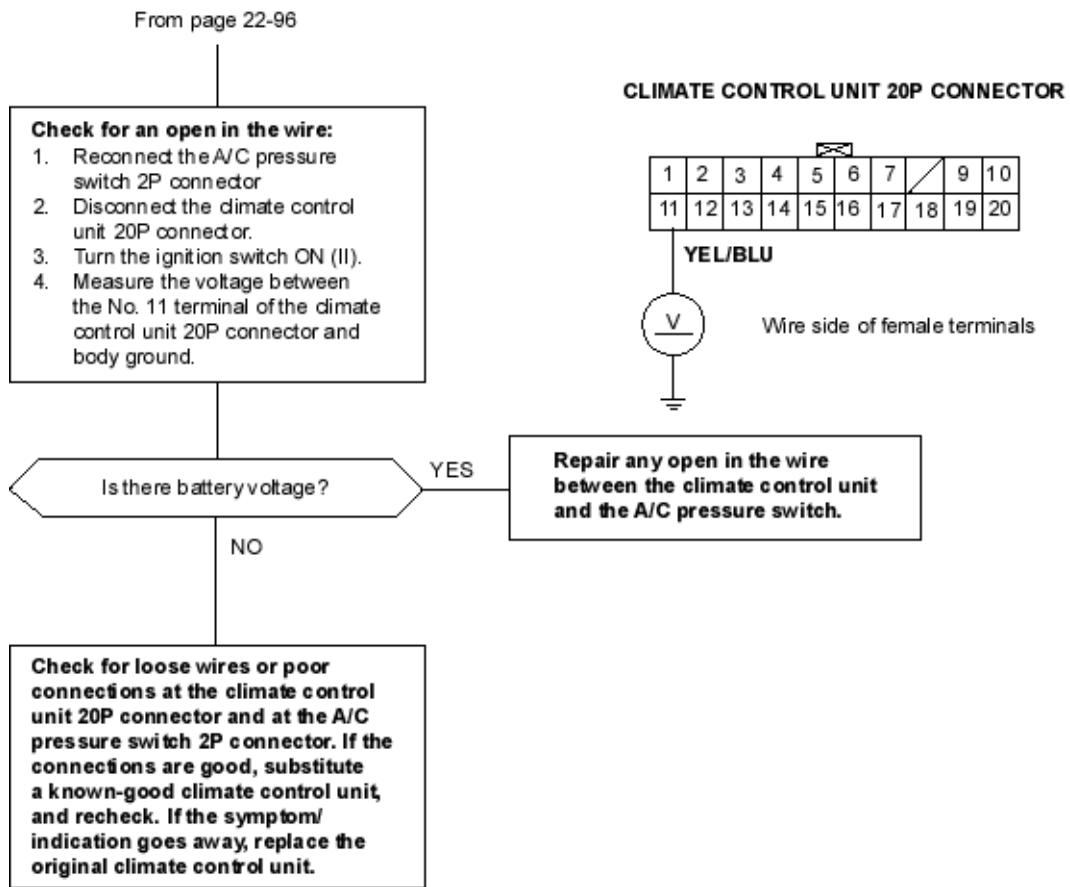 From page 22-96
CLIMATE CONTROL UNIT 20P CONNECTOR
Check for an open in the wire:
1. Reconnect the A/C pressure
switch 2P connector
2. Disconnect the climate control
unit 20P connector.
3. Turn the ignition switch ON (II).
4. Measure the voltage between
the No. 11 terminal of the climate
control unit 20P connector and
body ground.
1 2 3 4 5 6 7 9 10
11 12 13 14 15 16 17 18 19 20
YEL/BLU
V
Wire side of female terminals
Is there battery voltage?
YES
Repair any open in the wire
between the climate control unit
and the A/C pressure switch.
NO
Check for loose wires or poor
connections at the climate control
unit 20P connector and at the A/C
pressure switch 2P connector. If the
connections are good, substitute
a known-good climate control unit,
and recheck. If the symptom/
indication goes away, replace the
original climate control unit.